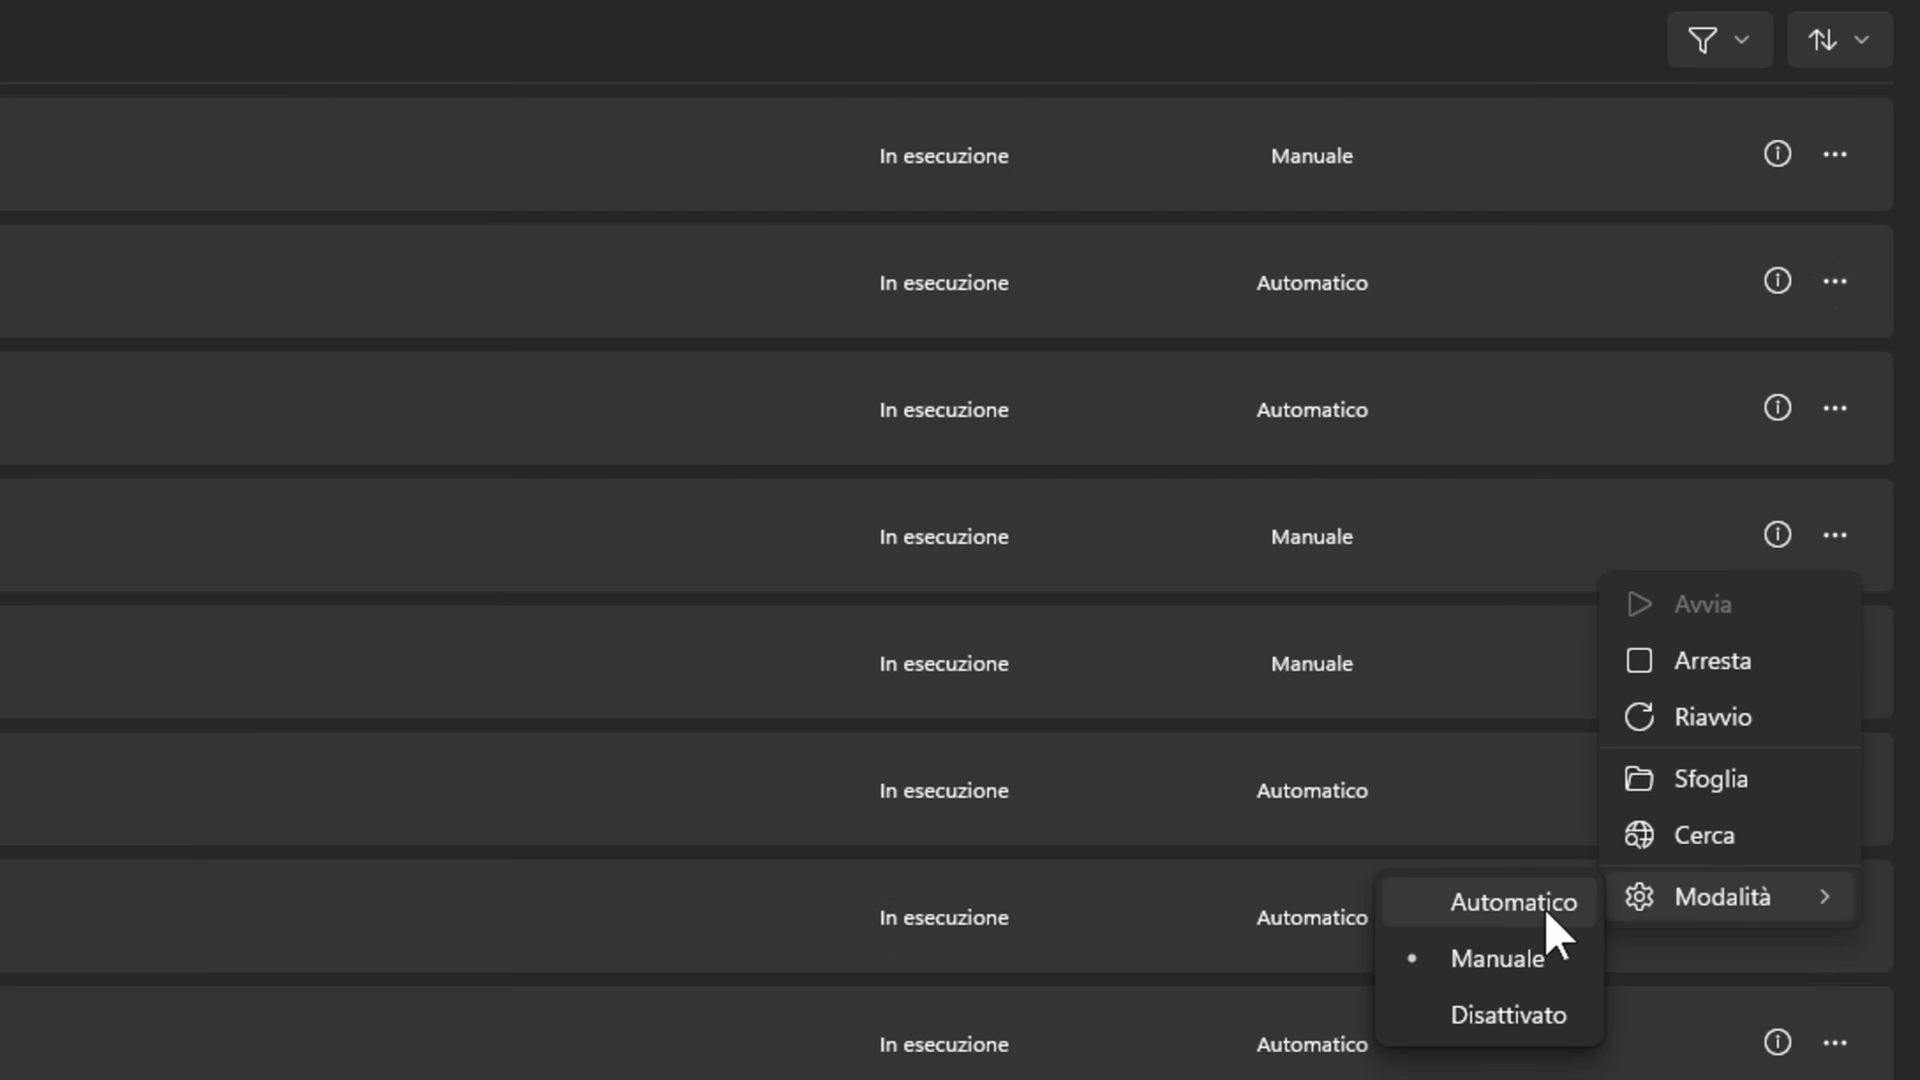 In esecuzione Manuale
In esecuzione Automatico
In esecuzione Automatico
In esecuzione Manuale
Avvia
In esecuzione Manuale
Arresta
Riavvio
Sfoglia
In esecuzione Automatico
Cerca
Modalità
In esecuzione Automatico
Automatico
Manuale
Disattivato
In esecuzione Automatico